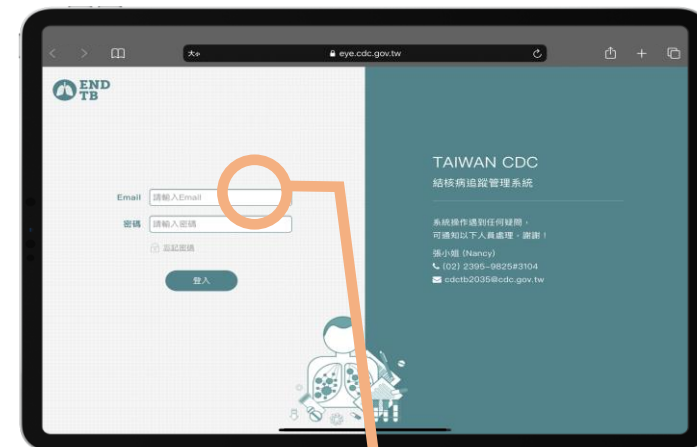 大小
eye.cdc.gov.tw
END
TB
Email
請輸入Email
密碼
請輸入密碼
忘記密碼
登入
TAIWAN CDC
結核病追蹤管理系統
系統操作遇到任何疑問，
可通知以下人員處理，謝謝！
張小姐 (Nancy)
(02) 2395-9825#3104
cdctb2035@cdc.gov.tw